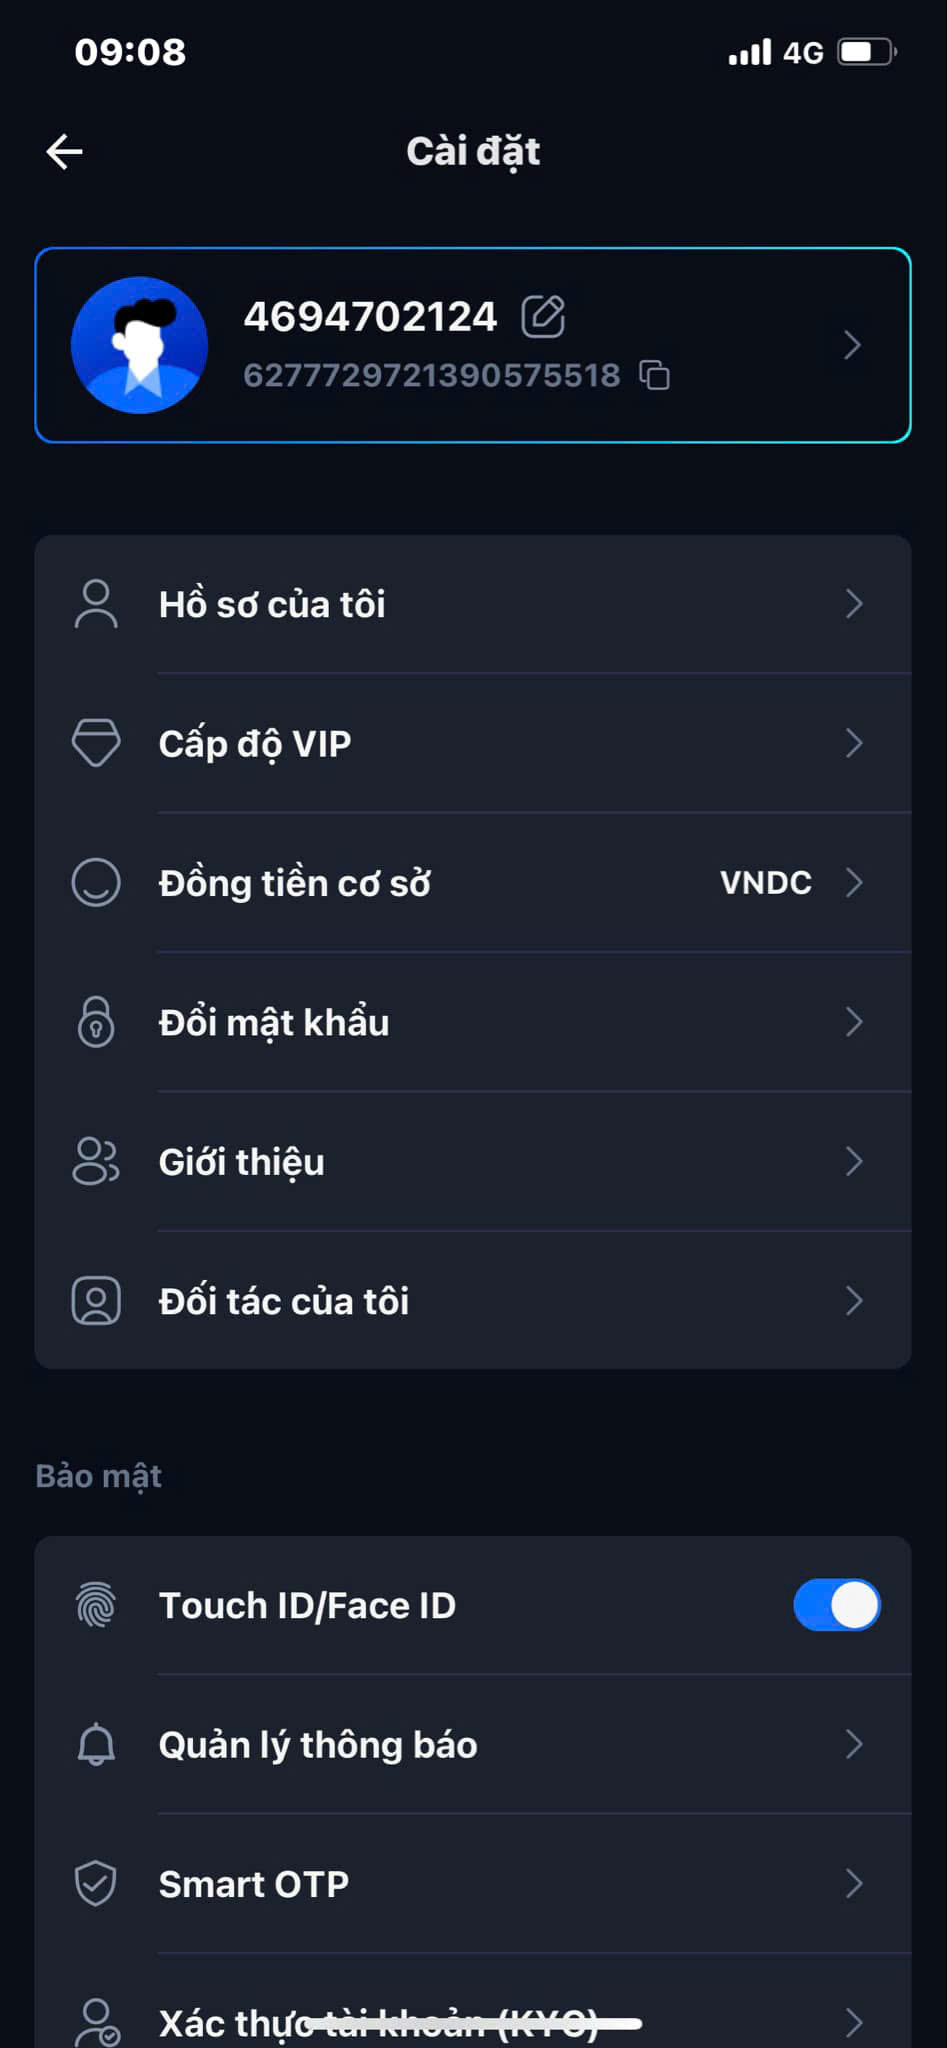 09:08
4G
Cài đặt
4694702124
6277729721390575518
Hồ sơ của tôi
Cấp độ VIP
Đồng tiền cơ sở VNDC
Đổi mật khẩu
Giới thiệu
Đối tác của tôi
Bảo mật
Touch ID/Face ID
Quản lý thông báo
Smart OTP
Xác thực tài khoản (KYC)